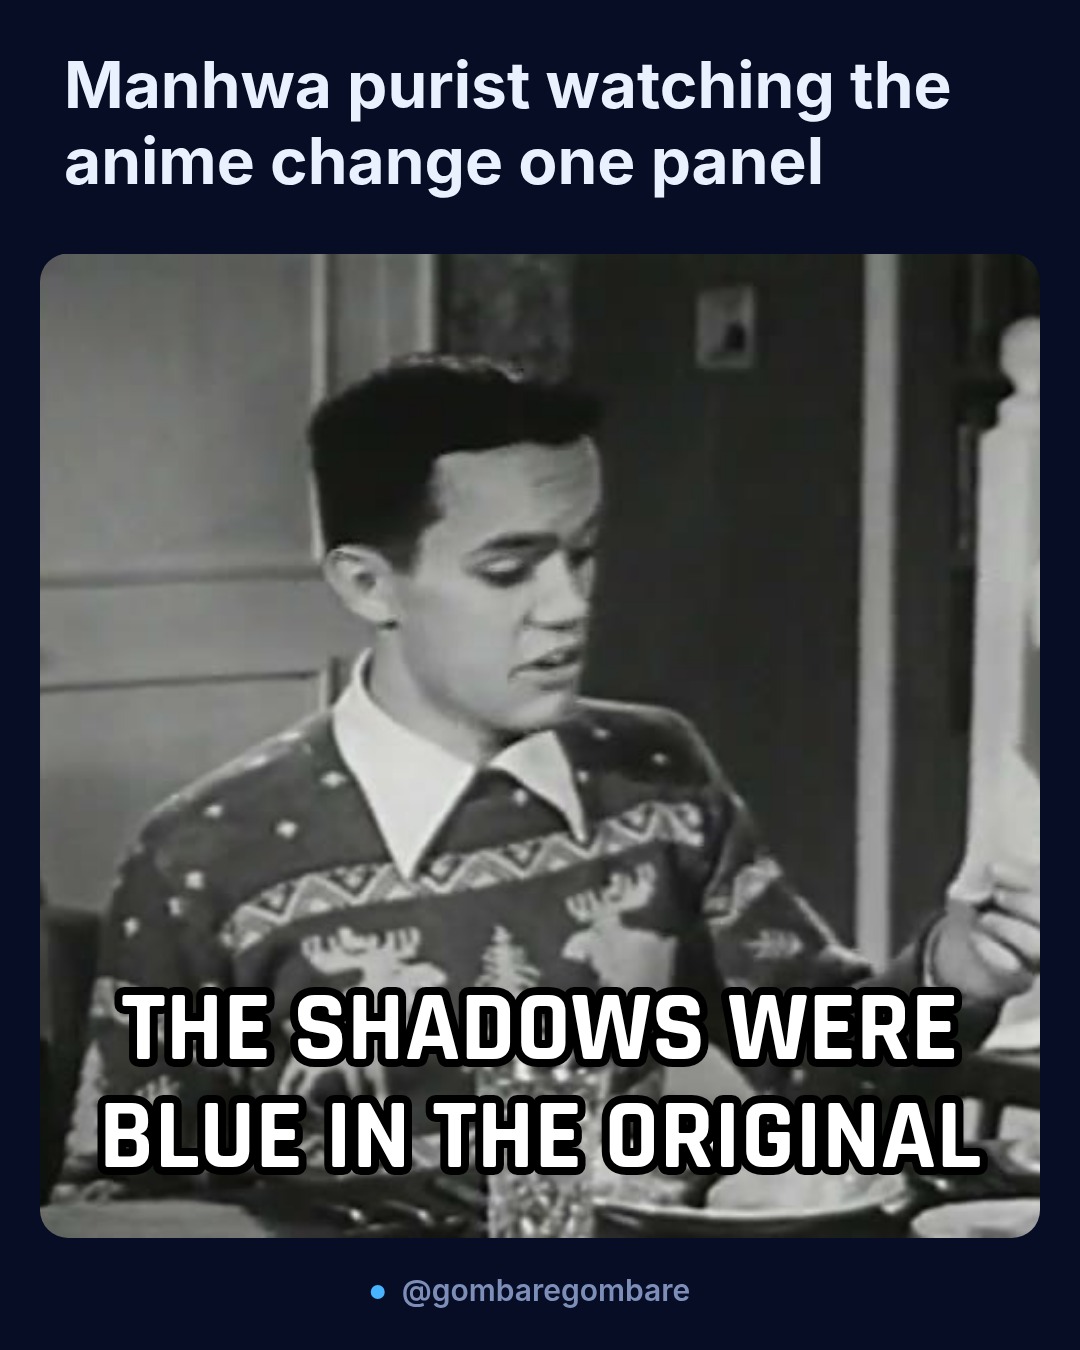 Manhwa purist watching the
anime change one panel
THE SHADOWS WERE
BLUE IN THE ORIGINAL
@gombaregombare